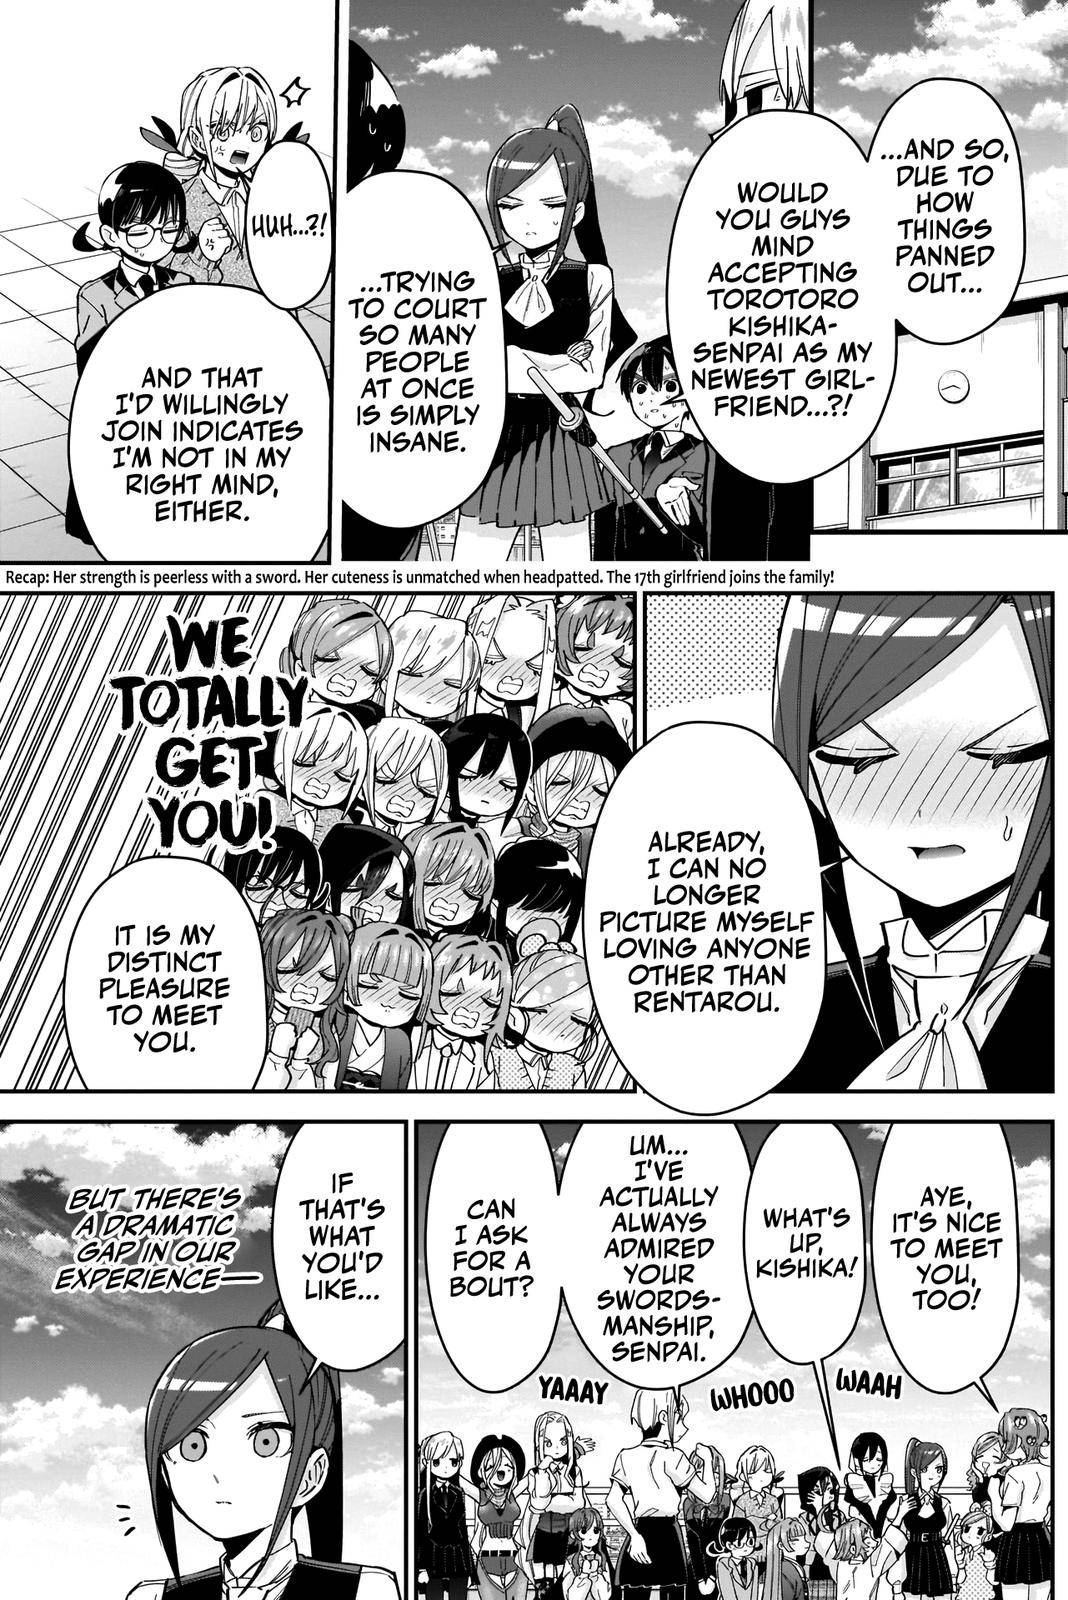 ...AND SO,
DUE TO
HOW
THINGS
PANNED
OUT...
WOULD
YOU GUYS
MIND
ACCEPTING
TOROTORO
KISHIKA-
SENPAI AS MY
NEWEST GIRL-
FRIEND...?!
...TRYING
TO COURT
SO MANY
PEOPLE
AT ONCE
IS SIMPLY
INSANE.
HUH...?!
AND THAT
I'D WILLINGLY
JOIN INDICATES
I'M NOT IN MY
RIGHT MIND,
EITHER.
Recap: Her strength is peerless with a sword. Her cuteness is unmatched when headpatted. The 17th girlfriend joins the family!
ALREADY,
I CAN NO
LONGER
PICTURE MYSELF
LOVING ANYONE
OTHER THAN
RENTAROU.
WE
TOTALLY
GET
YOU!
IT IS MY
DISTINCT
PLEASURE
TO MEET
YOU.
AYE,
IT'S NICE
TO MEET
YOU,
TOO!
WHAT'S
UP,
KISHIKA!
UM...
I'VE
ACTUALLY
ALWAYS
ADMIRED
YOUR
SWORDS-
MANSHIP,
SENPAI.
CAN
I ASK
FOR A
BOUT?
WAAH
WHOOO
YAAAY
IF
THAT'S
WHAT
YOU'D
LIKE...
BUT THERE'S
A DRAMATIC
GAP IN OUR
EXPERIENCE—